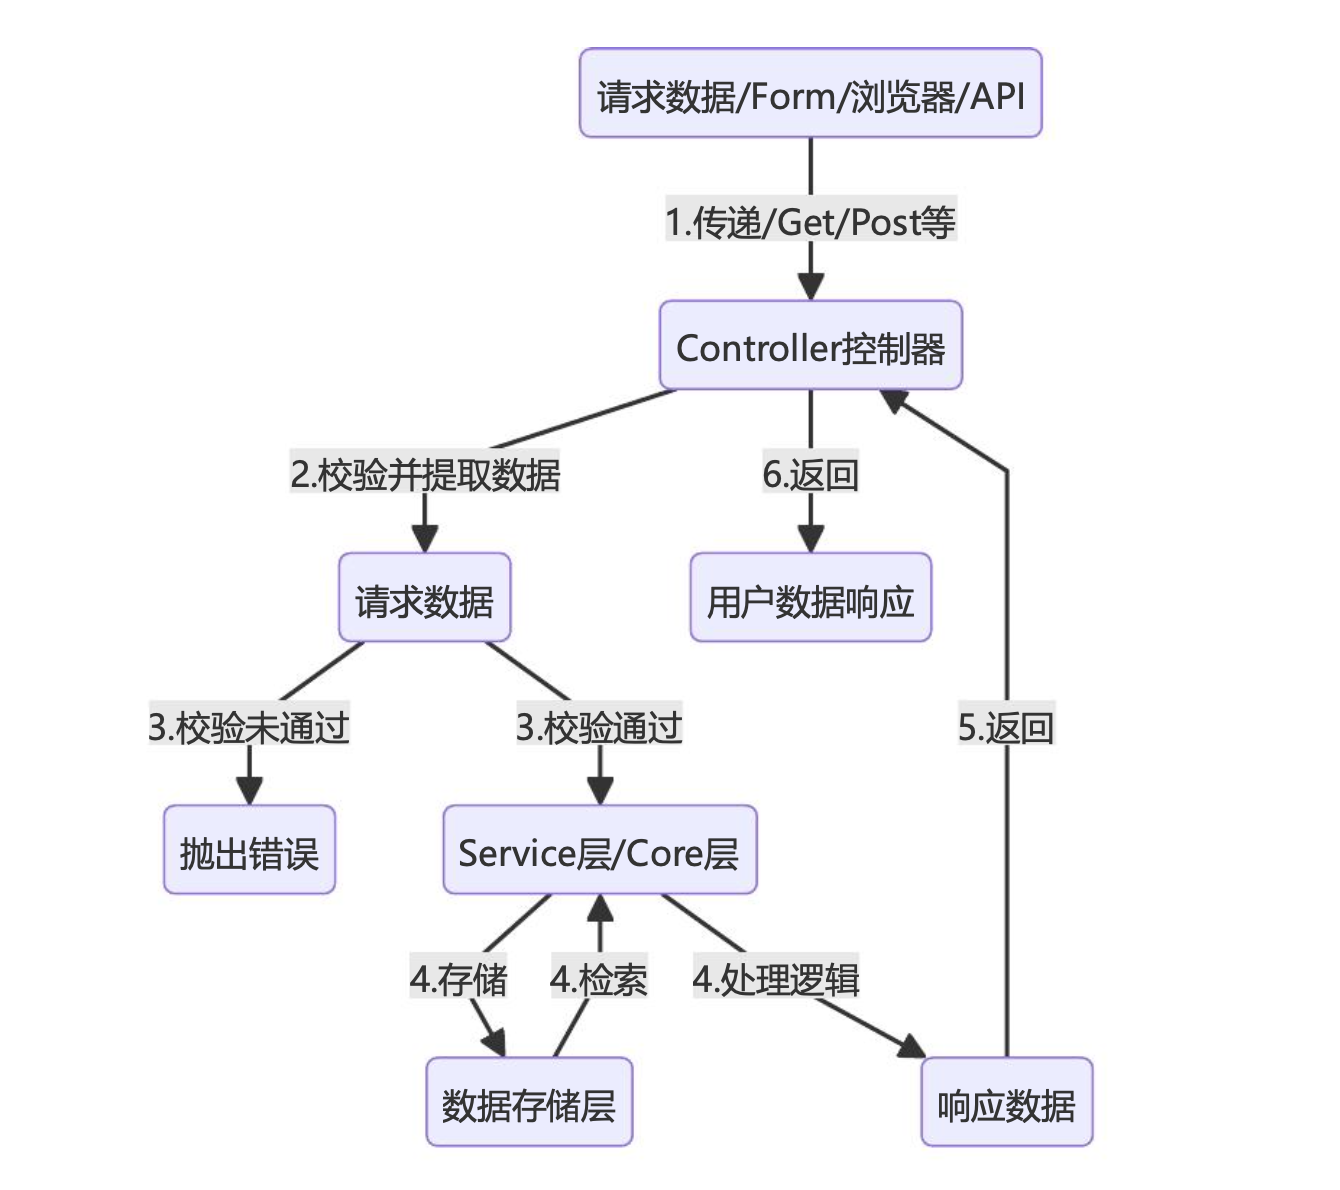 请求数据/Form/浏览器/API
1.传递/Get/Post等
Controller控制器
2.校验并提取数据
6.返回
请求数据
用户数据响应
3.校验未通过
3.校验通过
5.返回
抛出错误
Service层/Core层
4.存储
4.检索
4.处理逻辑
数据存储层
响应数据